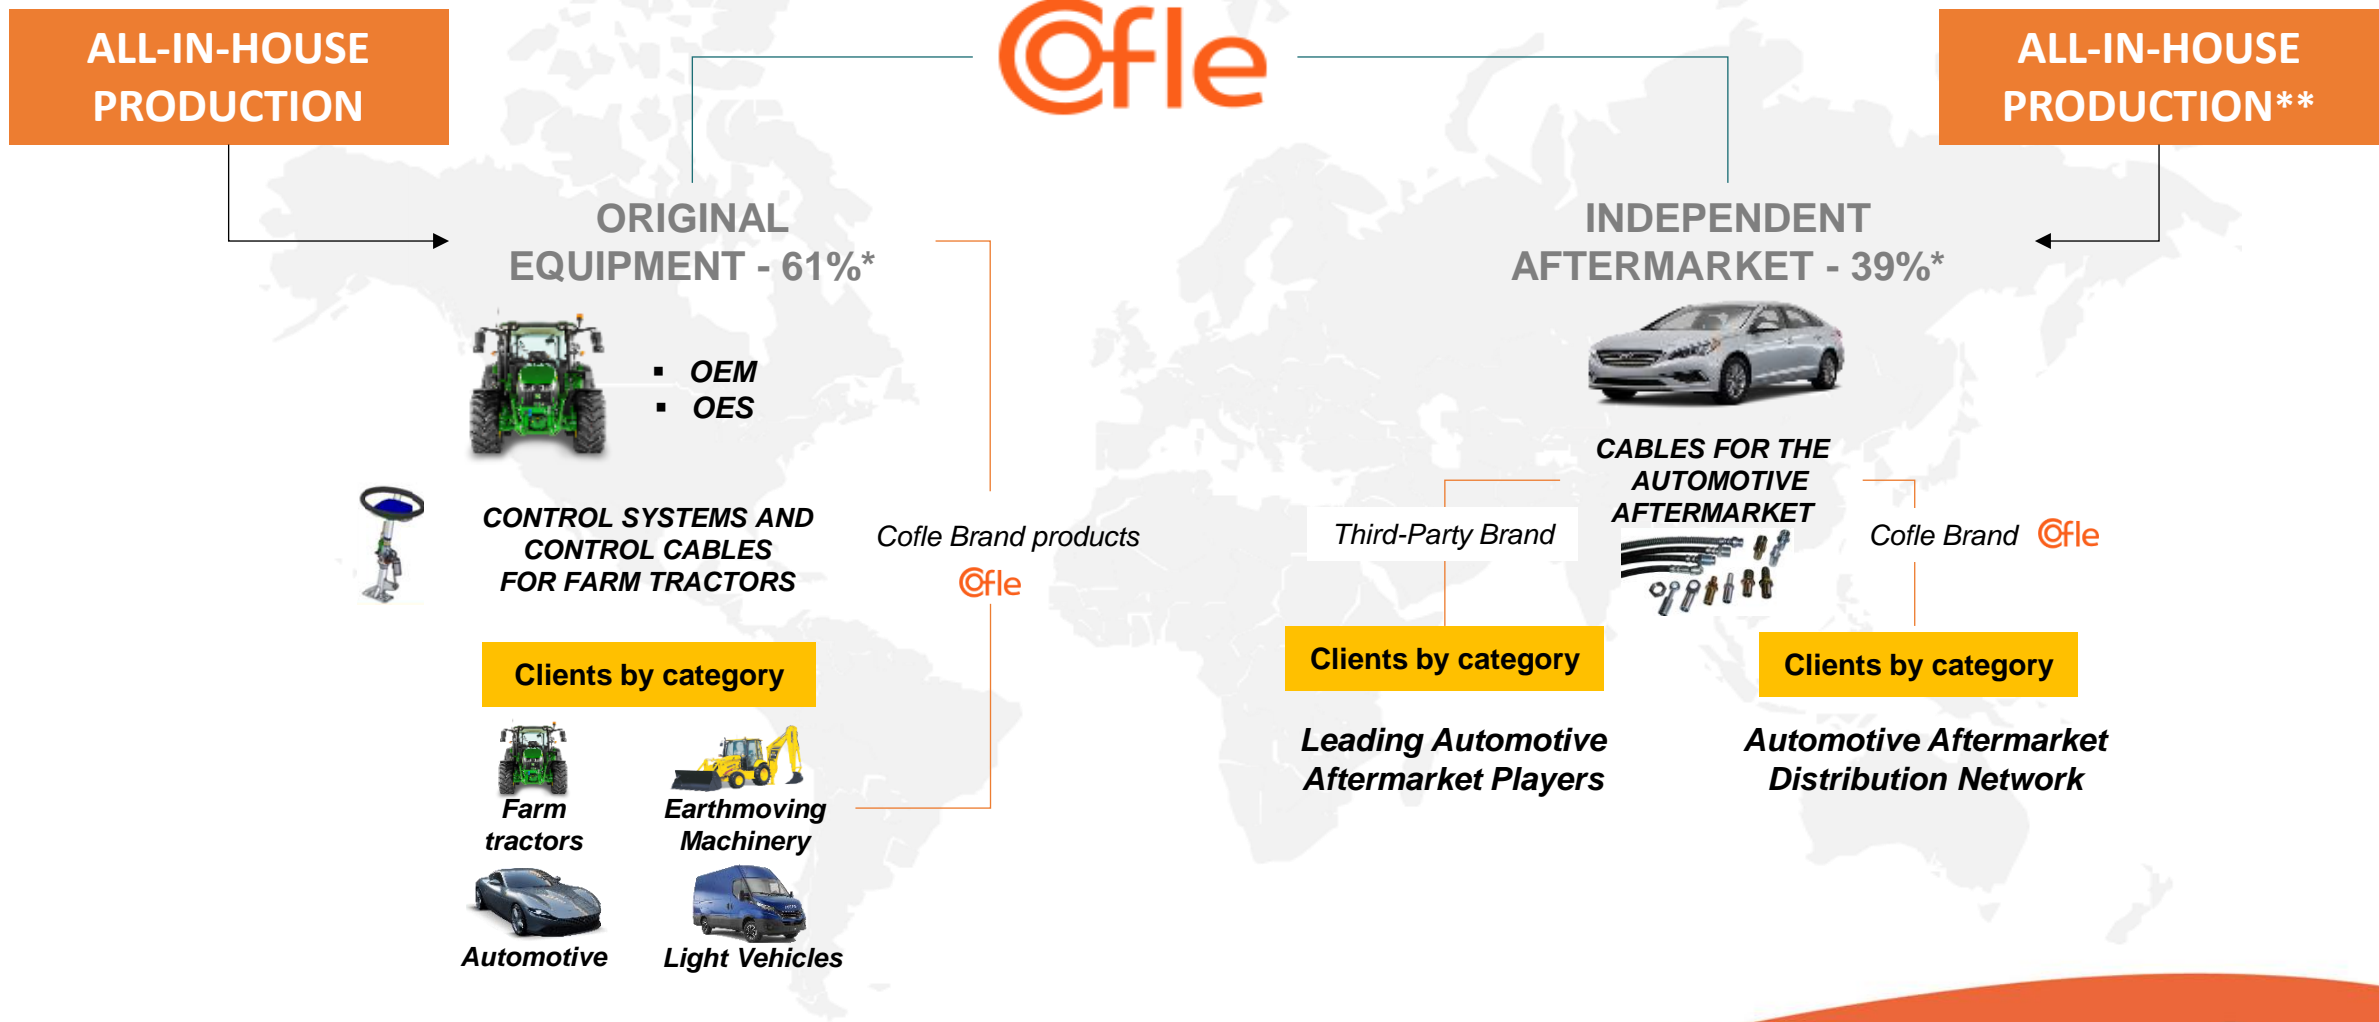 ALL-IN-HOUSE
PRODUCTION
Cofle
ALL-IN-HOUSE
PRODUCTION**
ORIGINAL
EQUIPMENT - 61%*
▪ OEM
▪ OES
CONTROL SYSTEMS AND
CONTROL CABLES
FOR FARM TRACTORS
Cofle Brand products
Cofle
Clients by category
Farm
tractors
Earthmoving
Machinery
Automotive
Light Vehicles
INDEPENDENT
AFTERMARKET - 39%*
CABLES FOR THE
AUTOMOTIVE
AFTERMARKET
Third-Party Brand
Cofle Brand Cofle
Clients by category
Leading Automotive
Aftermarket Players
Clients by category
Automotive Aftermarket
Distribution Network